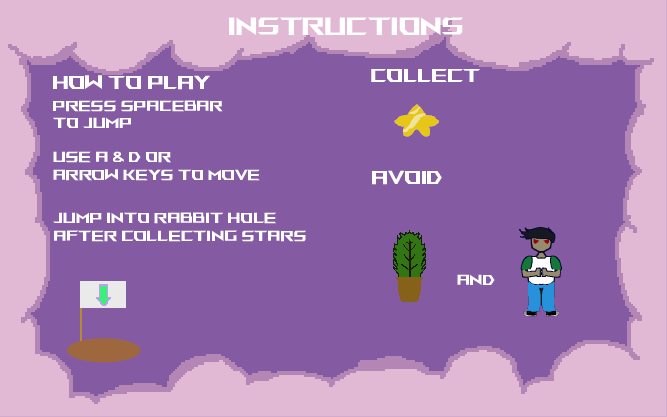 INSTRUCTIONS
HOW TO PLAY
PRESS SPACEBAR
TO JUMP
USE A & D OR
ARROW KEYS TO MOVE
JUMP INTO RABBIT HOLE
AFTER COLLECTING STARS
COLLECT
AVOID
AND